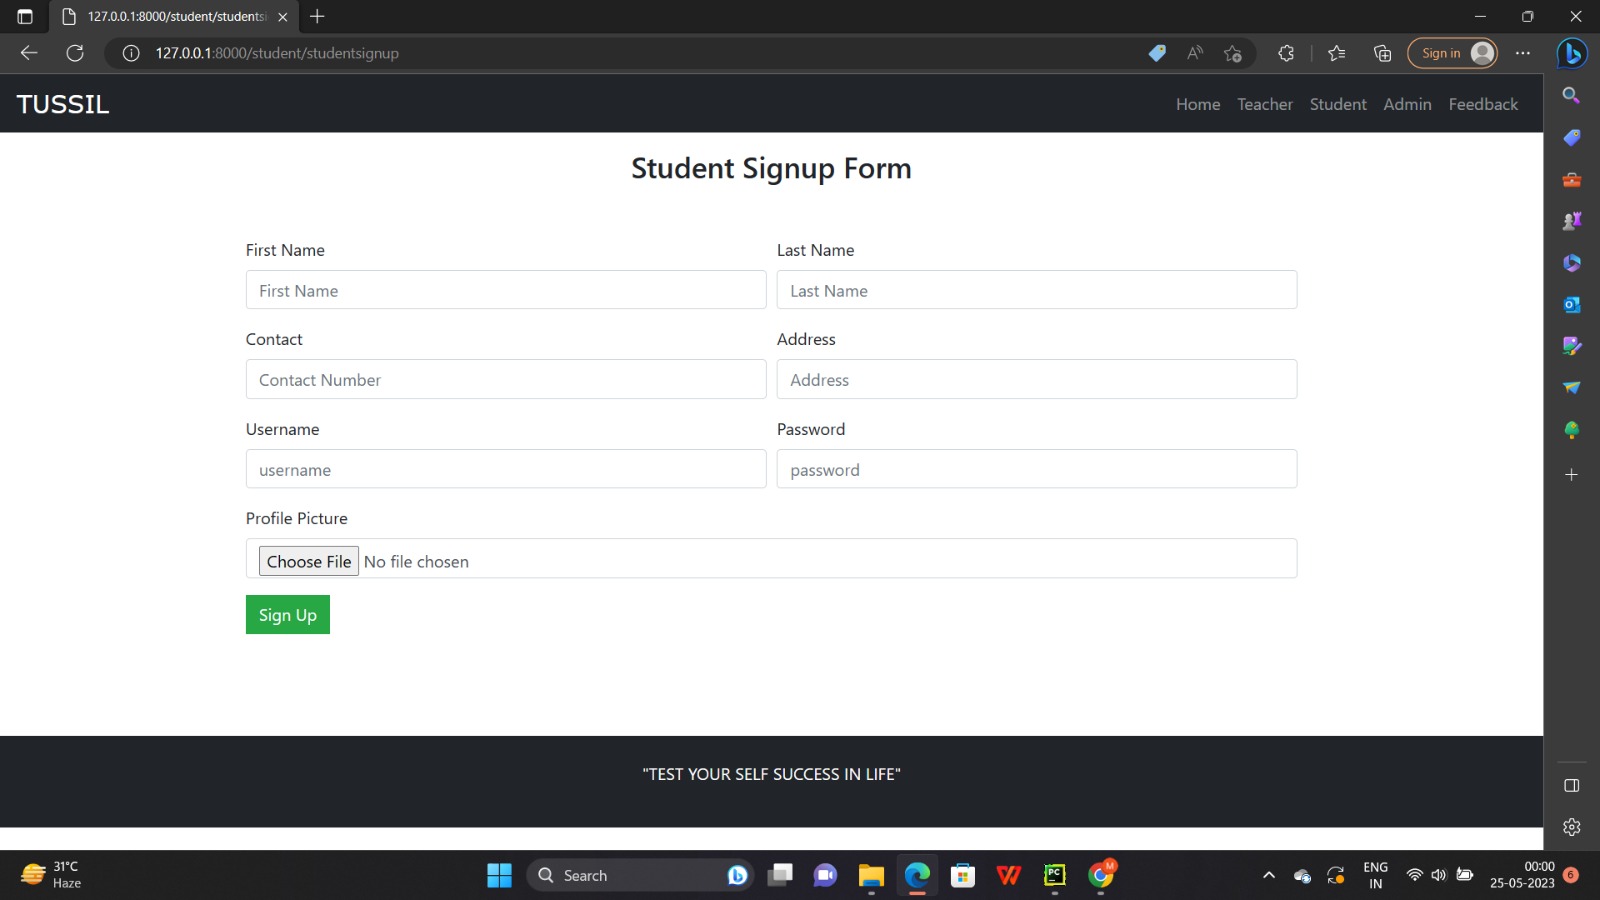 127.0.0.1:8000/student/students
127.0.0.1:8000/student/studentsignup
Sign in
TUSSIL
Home Teacher Student Admin Feedback
Student Signup Form
First Name Last Name
First Name Last Name
Contact Address
Contact Number Address
Username Password
username password
Profile Picture
Choose File No file chosen
Sign Up
"TEST YOUR SELF SUCCESS IN LIFE"
31°C
Haze
Search
PC
M
ENG
IN
00:00
25-05-2023
6